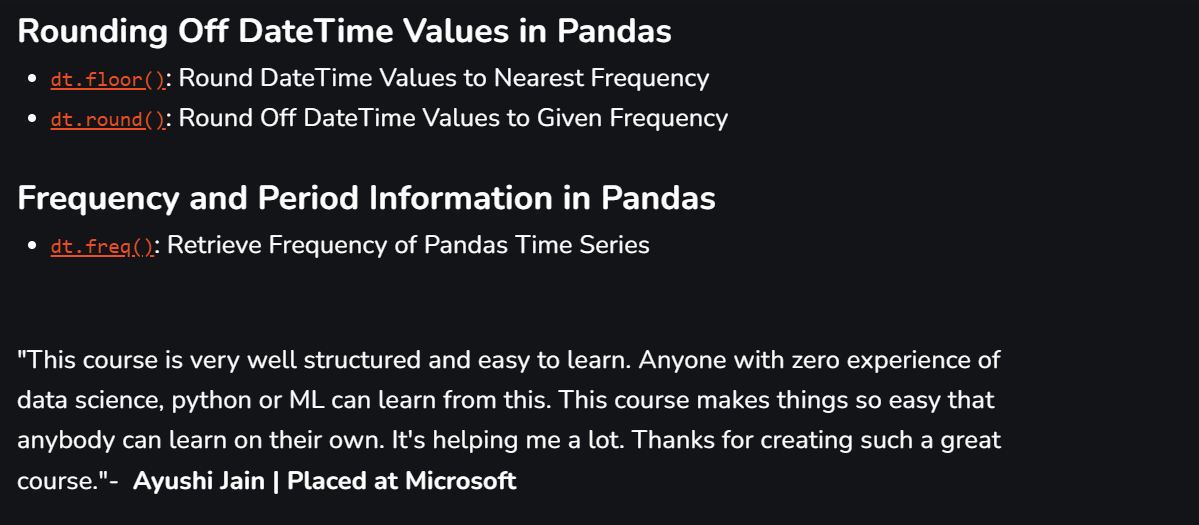 Rounding Off DateTime Values in Pandas
• dt.floor(): Round DateTime Values to Nearest Frequency
• dt.round(): Round Off DateTime Values to Given Frequency
Frequency and Period Information in Pandas
• dt.freq(): Retrieve Frequency of Pandas Time Series
"This course is very well structured and easy to learn. Anyone with zero experience of
data science, python or ML can learn from this. This course makes things so easy that
anybody can learn on their own. It's helping me a lot. Thanks for creating such a great
course."- Ayushi Jain | Placed at Microsoft